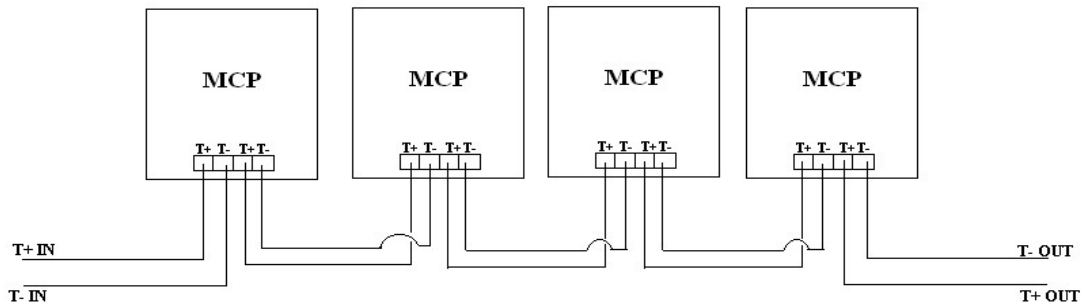 MCP MCP MCP MCP
T+ T- T+ T- T+ T- T+ T- T+ T- T+ T- T+ T- T+ T-
T+ IN T- OUT
T- IN T+ OUT